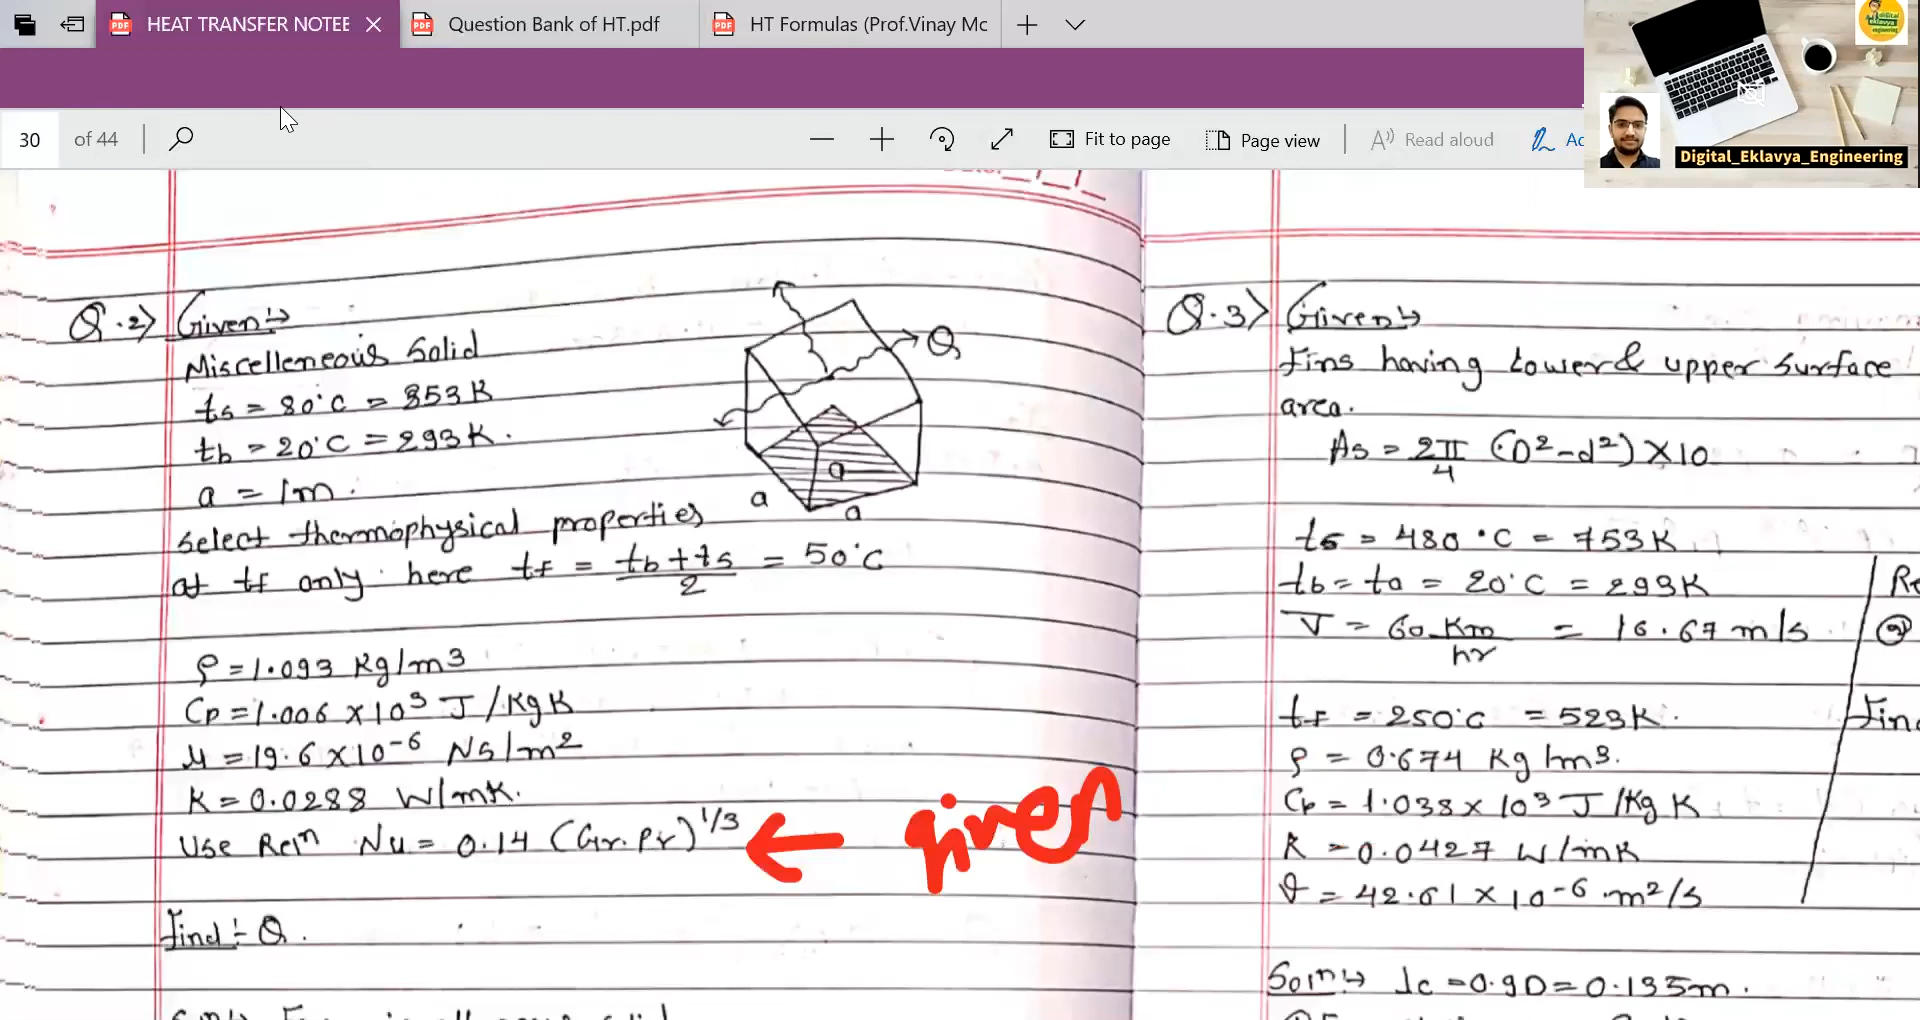 HEAT TRANSFER NOTEE
Question Bank of HT.pdf
HT Formulas (Prof.Vinay Mc
30 of 44
Fit to page
Page view
Read aloud
Digital_Eklavya_Engineering
Q.2> Given:->
Miscelleneous Solid
ts = 80°C = 353K
tb = 20°C = 293K.
a = 1m.
select thermophysical properties
at tf only. here tf = (tb + ts)/2 = 50°C
ρ = 1.093 Kg/m3
Cp = 1.006 x 10^3 J/KgK
μ = 19.6 x 10^-6 Ns/m2
K = 0.0288 W/mK.
Use Reln Nu = 0.14 (Gr.Pr)^1/3
given
Find:- Q.
Q
a
a
a
Q.3> Given:->
Fins having Lower & upper surface
area.
As = 2π/4 (D²-d²) x 10
ts = 480°C = 753K
tb = ta = 20°C = 293K
V = 60 Km/hr = 16.67 m/s
tf = 250°C = 523K.
ρ = 0.674 Kg/m3.
Cp = 1.038 x 10^3 J/Kg K
K = 0.0427 W/mK
ϑ = 42.61 x 10^-6 m2/s
Soln-> Lc = 0.9D = 0.135m.